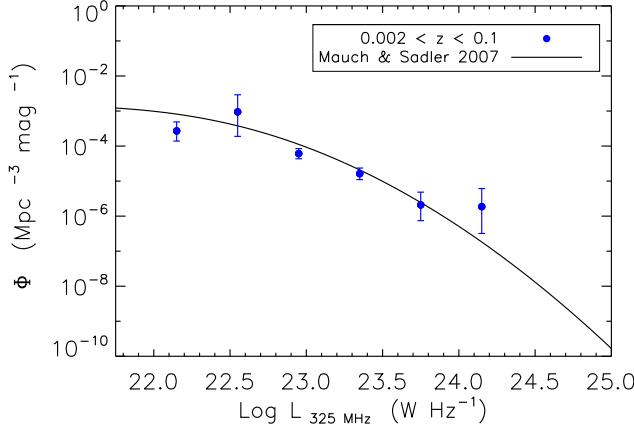 0.002 < z < 0.1
Mauch & Sadler 2007
10⁰
10⁻²
10⁻⁴
10⁻⁶
10⁻⁸
10⁻¹⁰
Φ (Mpc ⁻³ mag ⁻¹)
22.0 22.5 23.0 23.5 24.0 24.5 25.0
Log L 325 MHz (W Hz⁻¹)